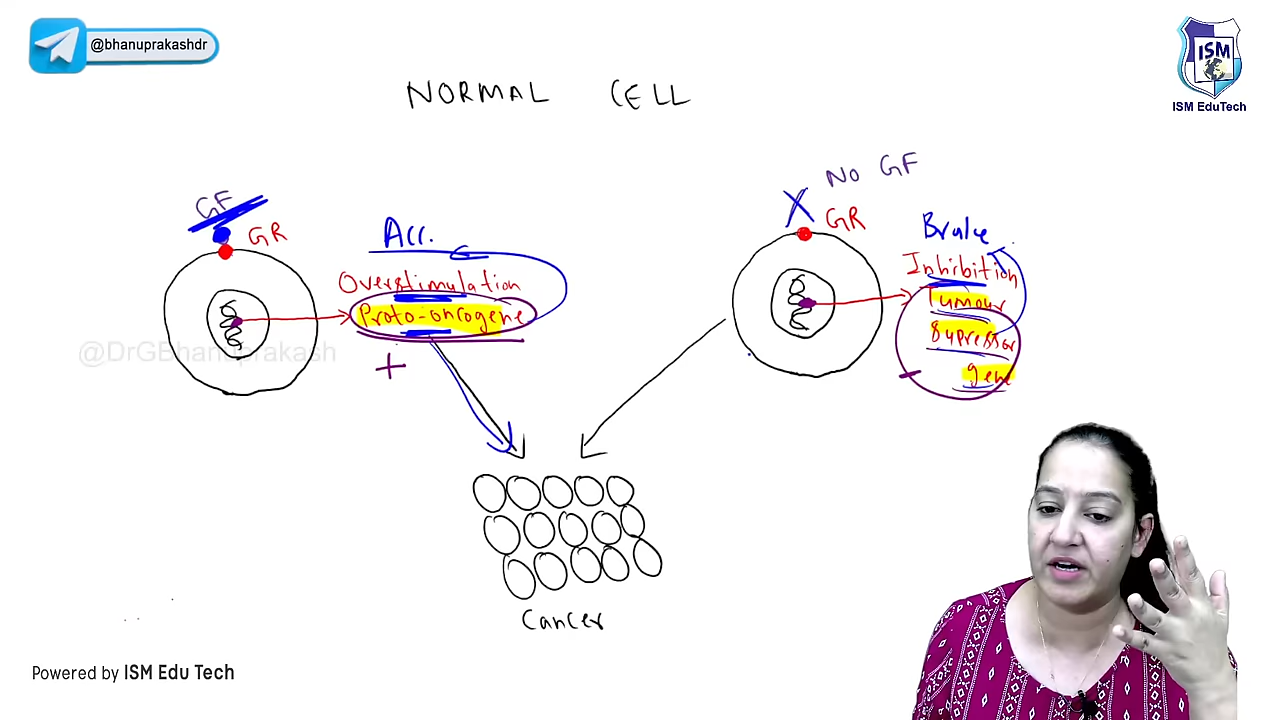 @bhanuprakashdr
ISM
ISM EduTech
NORMAL CELL
NO GF
GF
GR
GR
Acc.
Brake
Overstimulation
Inhibition
Proto-oncogene
Tumour
Supressor
gene
@DrGBhanuprakash
+
Cancer
Powered by ISM Edu Tech